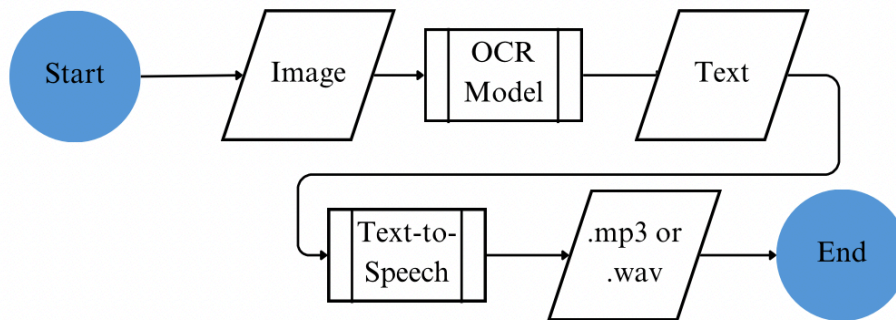 Start
Image
OCR
Model
Text
Text-to-
Speech
.mp3 or
.wav
End